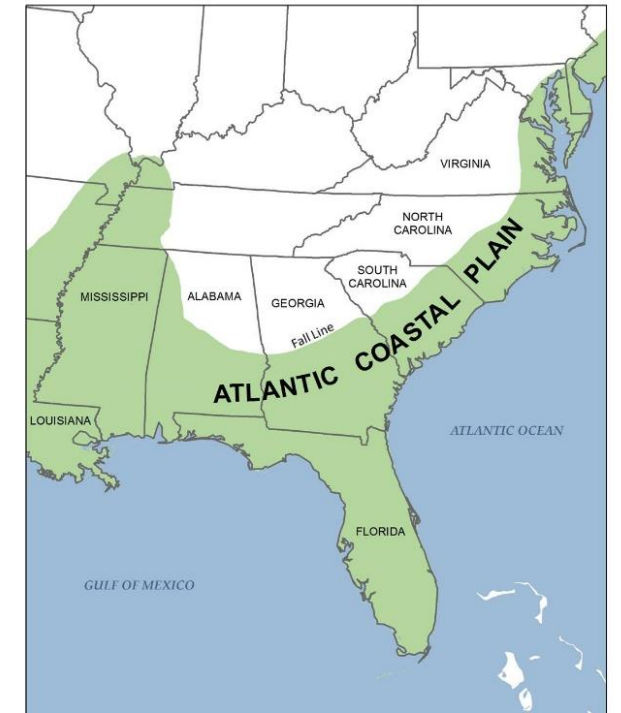 VIRGINIA
NORTH
CAROLINA
SOUTH
CAROLINA
MISSISSIPPI
ALABAMA
GEORGIA
Fall Line
ATLANTIC COASTAL PLAIN
LOUISIANA
ATLANTIC OCEAN
FLORIDA
GULF OF MEXICO